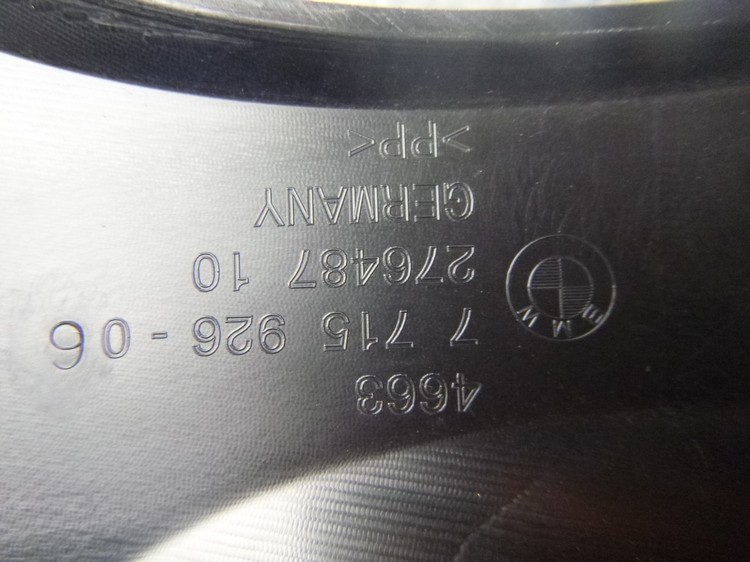 4663
7 715 926 - 06
276487 10
GERMANY
>PP<
BMW